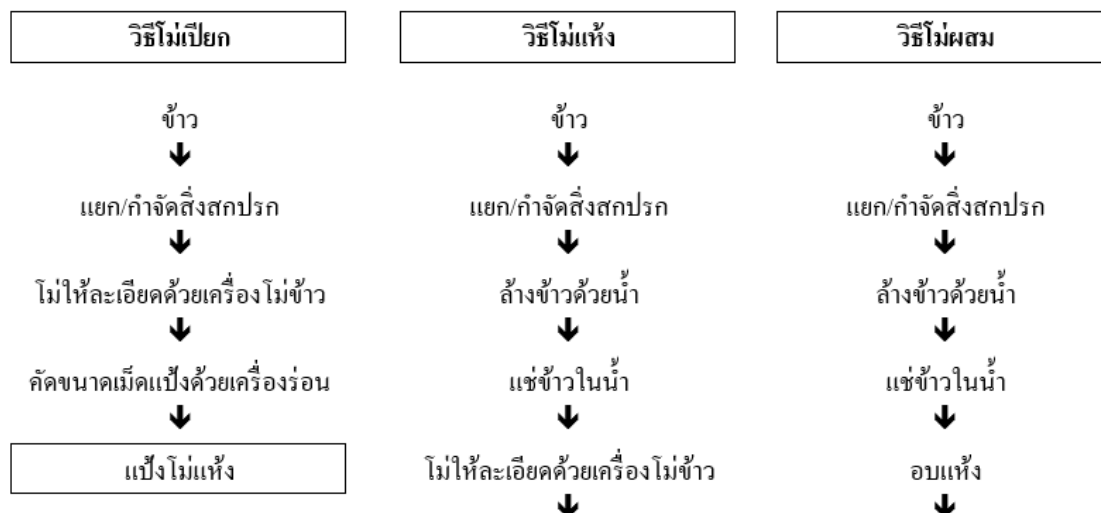 วิธีโม่เปียก
ข้าว
แยก/กำจัดสิ่งสกปรก
โม่ให้ละเอียดด้วยเครื่องโม่ข้าว
คัดขนาดเม็ดแป้งด้วยเครื่องร่อน
แป้งโม่แห้ง
วิธีโม่แห้ง
ข้าว
แยก/กำจัดสิ่งสกปรก
ล้างข้าวด้วยน้ำ
แช่ข้าวในน้ำ
โม่ให้ละเอียดด้วยเครื่องโม่ข้าว
วิธีโม่ผสม
ข้าว
แยก/กำจัดสิ่งสกปรก
ล้างข้าวด้วยน้ำ
แช่ข้าวในน้ำ
อบแห้ง